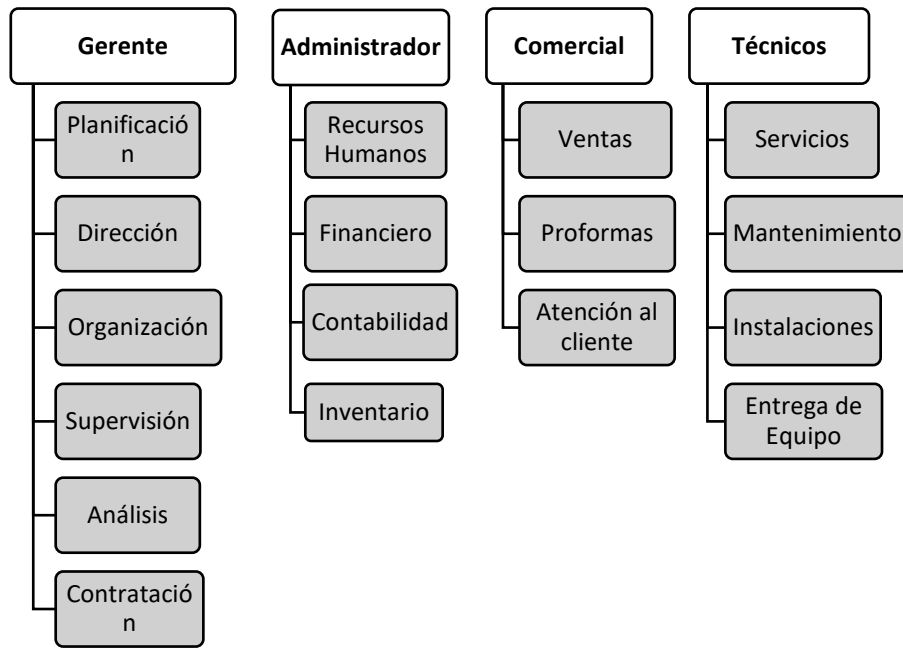 Gerente
Planificació
n
Dirección
Organización
Supervisión
Análisis
Contratació
n
Administrador
Recursos
Humanos
Financiero
Contabilidad
Inventario
Comercial
Ventas
Proformas
Atención al
cliente
Técnicos
Servicios
Mantenimiento
Instalaciones
Entrega de
Equipo